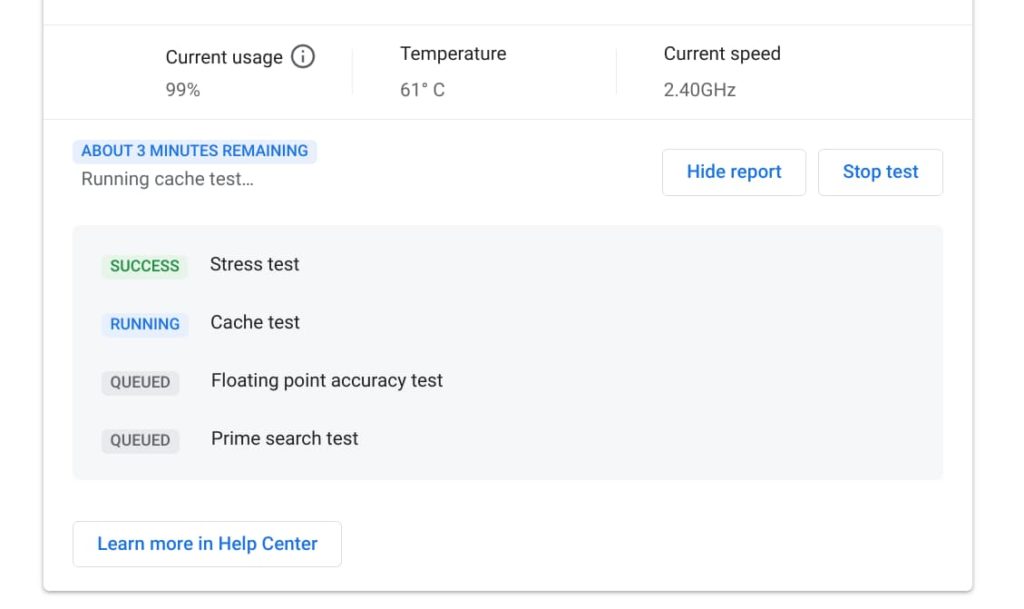 Current usage
Temperature
Current speed
99%
61° C
2.40GHz
ABOUT 3 MINUTES REMAINING
Running cache test...
Hide report
Stop test
SUCCESS Stress test
RUNNING Cache test
QUEUED Floating point accuracy test
QUEUED Prime search test
Learn more in Help Center